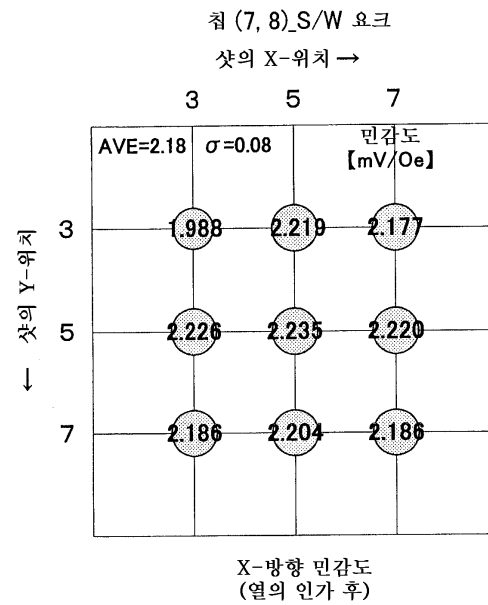 칩 (7, 8)_S/W 요크
샷의 X-위치 →
3 5 7
AVE=2.18 σ=0.08 민감도
【mV/Oe】
← 샷의 Y-위치
3 1.988 2.219 2.177
5 2.226 2.235 2.220
7 2.186 2.204 2.186
X-방향 민감도
(열의 인가 후)